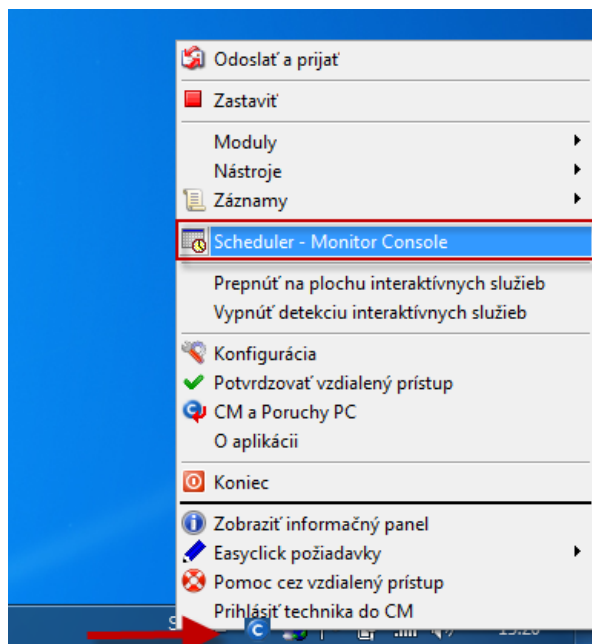 Odoslať a prijať
Zastaviť
Moduly
Nástroje
Záznamy
Scheduler - Monitor Console
Prepnúť na plochu interaktívnych služieb
Vypnúť detekciu interaktívnych služieb
Konfigurácia
Potvrdzovať vzdialený prístup
CM a Poruchy PC
O aplikácii
Koniec
Zobraziť informačný panel
Easyclick požiadavky
Pomoc cez vzdialený prístup
Prihlásiť technika do CM